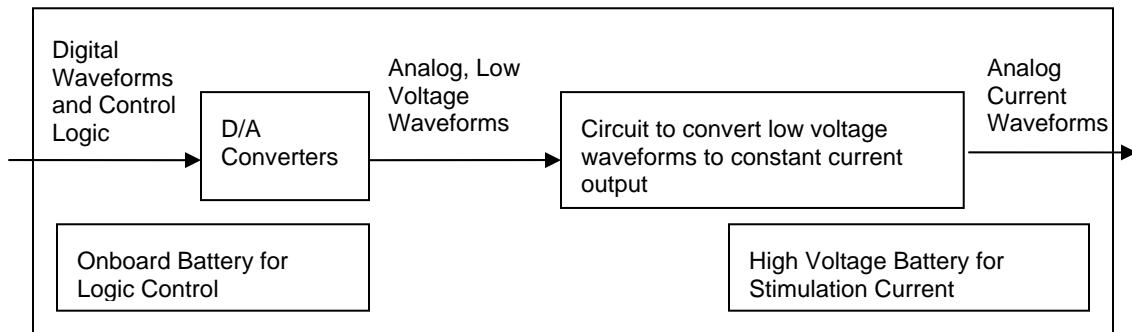 Digital
Waveforms
and Control
Logic
D/A
Converters
Analog, Low
Voltage
Waveforms
Circuit to convert low voltage
waveforms to constant current
output
Analog
Current
Waveforms
Onboard Battery for
Logic Control
High Voltage Battery for
Stimulation Current